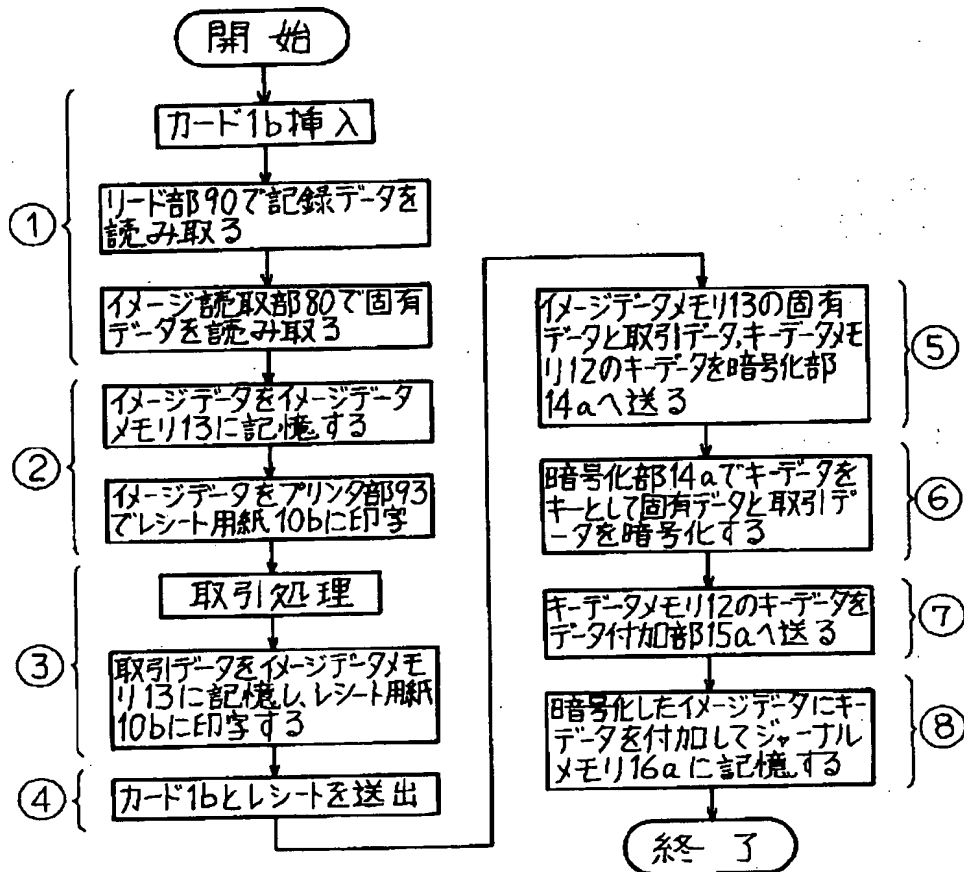 開始
①
カード1b挿入
リード部90で記録データを
読み取る
イメージ読取部80で固有
データを読み取る
②
イメージデータをイメージデータ
メモリ13に記憶する
イメージデータをプリンタ部93
でレシート用紙10bに印字
③
取引処理
取引データをイメージデータメモ
リ13に記憶し、レシート用紙
10bに印字する
④
カード1bとレシートを送出
イメージデータメモリ13の固有
データと取引データ、キーデータメモ
リ12のキーデータを暗号化部
14aへ送る
⑤
暗号化部14aでキーデータを
キーとして固有データと取引デ
ータを暗号化する
⑥
キーデータメモリ12のキーデータを
データ付加部15aへ送る
⑦
暗号化したイメージデータにキー
データを付加してジャーナル
メモリ16aに記憶する
⑧
終了